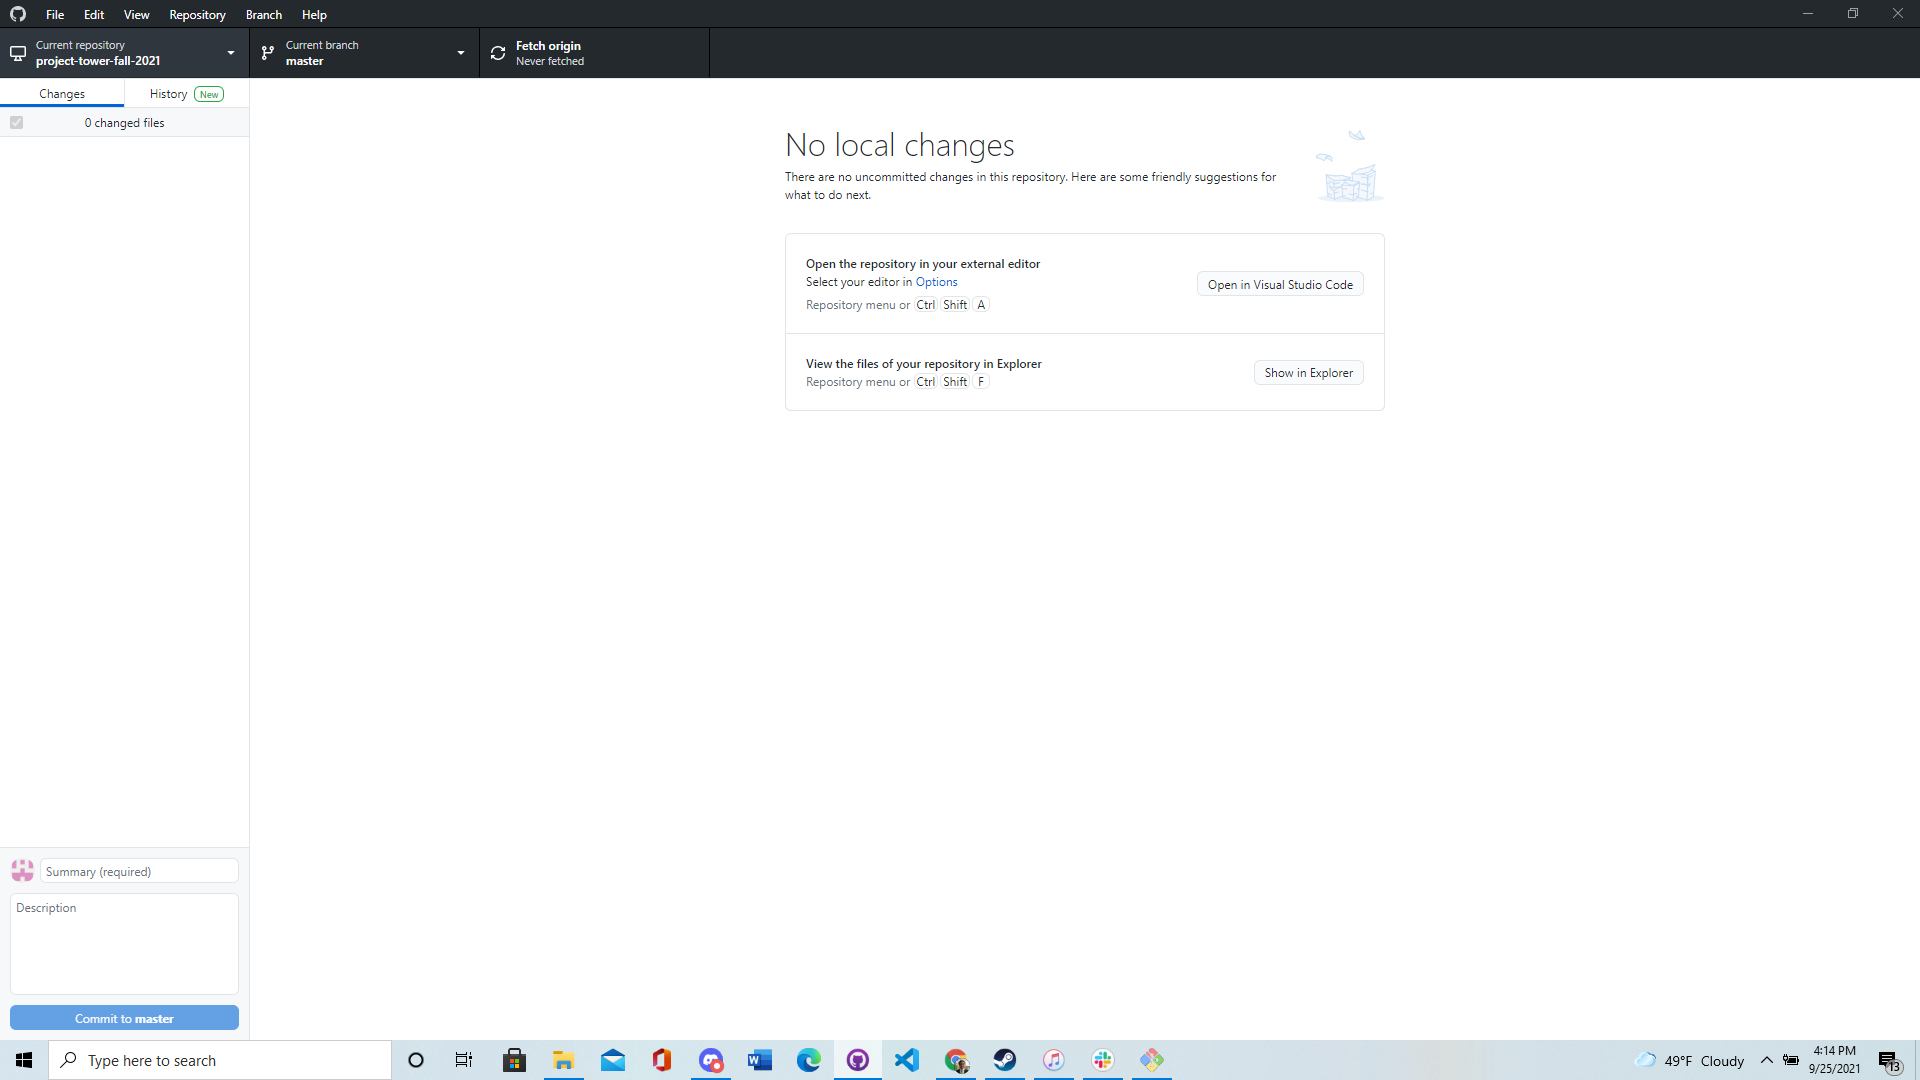 File Edit View Repository Branch Help
Current repository
project-tower-fall-2021
Current branch
master
Fetch origin
Never fetched
Changes
History New
0 changed files
No local changes
There are no uncommitted changes in this repository. Here are some friendly suggestions for
what to do next.
Open the repository in your external editor
Select your editor in Options
Repository menu or Ctrl Shift A
Open in Visual Studio Code
View the files of your repository in Explorer
Repository menu or Ctrl Shift F
Show in Explorer
Summary (required)
Description
Commit to master
Type here to search
49°F Cloudy
4:14 PM
9/25/2021
13